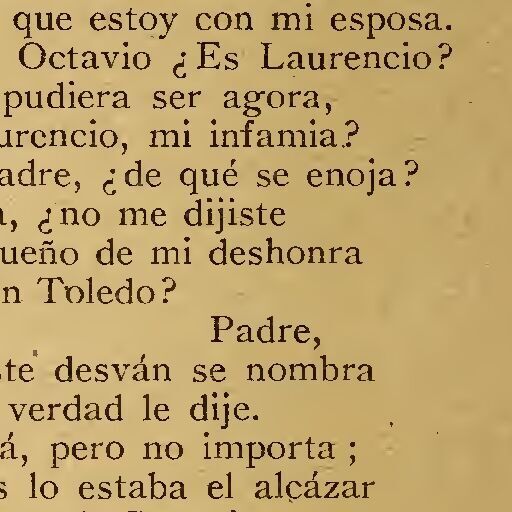 que estoy con mi esposa.
Octavio ¿Es Laurencio?
pudiera ser agora,
urencio, mi infamia?
adre, ¿de qué se enoja?
, ¿no me dijiste
ueño de mi deshonra
n Toledo?
Padre,
te desván se nombra
verdad le dije.
á, pero no importa;
s lo estaba el alcázar